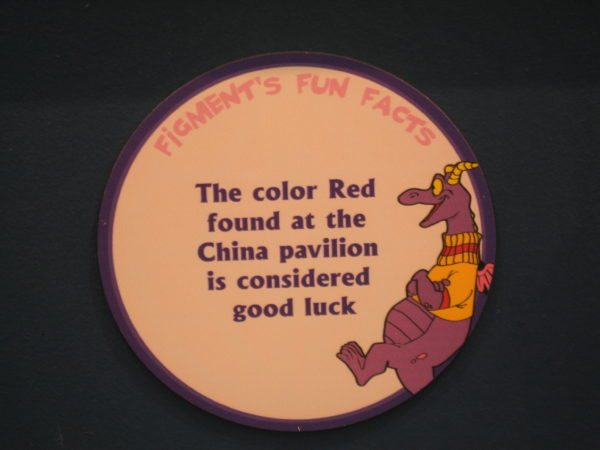 FIGMENT'S FUN FACTS
The color Red
found at the
China pavilion
is considered
good luck